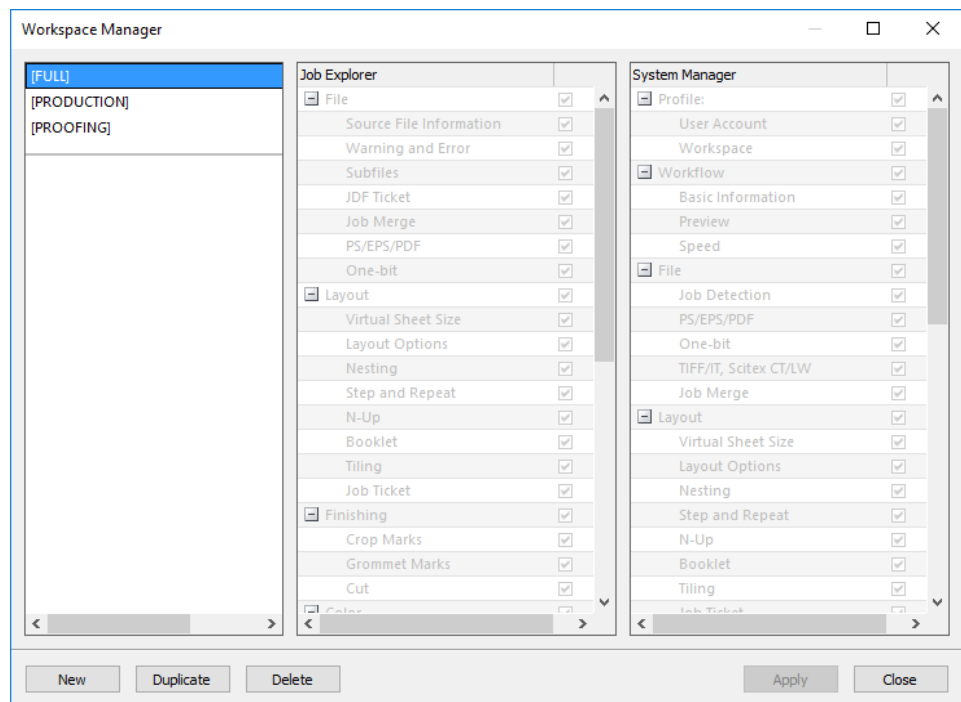 Workspace Manager
[FULL]
[PRODUCTION]
[PROOFING]
Job Explorer
File
Source File Information
Warning and Error
Subfiles
JDF Ticket
Job Merge
PS/EPS/PDF
One-bit
Layout
Virtual Sheet Size
Layout Options
Nesting
Step and Repeat
N-Up
Booklet
Tiling
Job Ticket
Finishing
Crop Marks
Grommet Marks
Cut
Color
System Manager
Profile:
User Account
Workspace
Workflow
Basic Information
Preview
Speed
File
Job Detection
PS/EPS/PDF
One-bit
TIFF/IT, Scitex CT/LW
Job Merge
Layout
Virtual Sheet Size
Layout Options
Nesting
Step and Repeat
N-Up
Booklet
Tiling
Job Ticket
New
Duplicate
Delete
Apply
Close